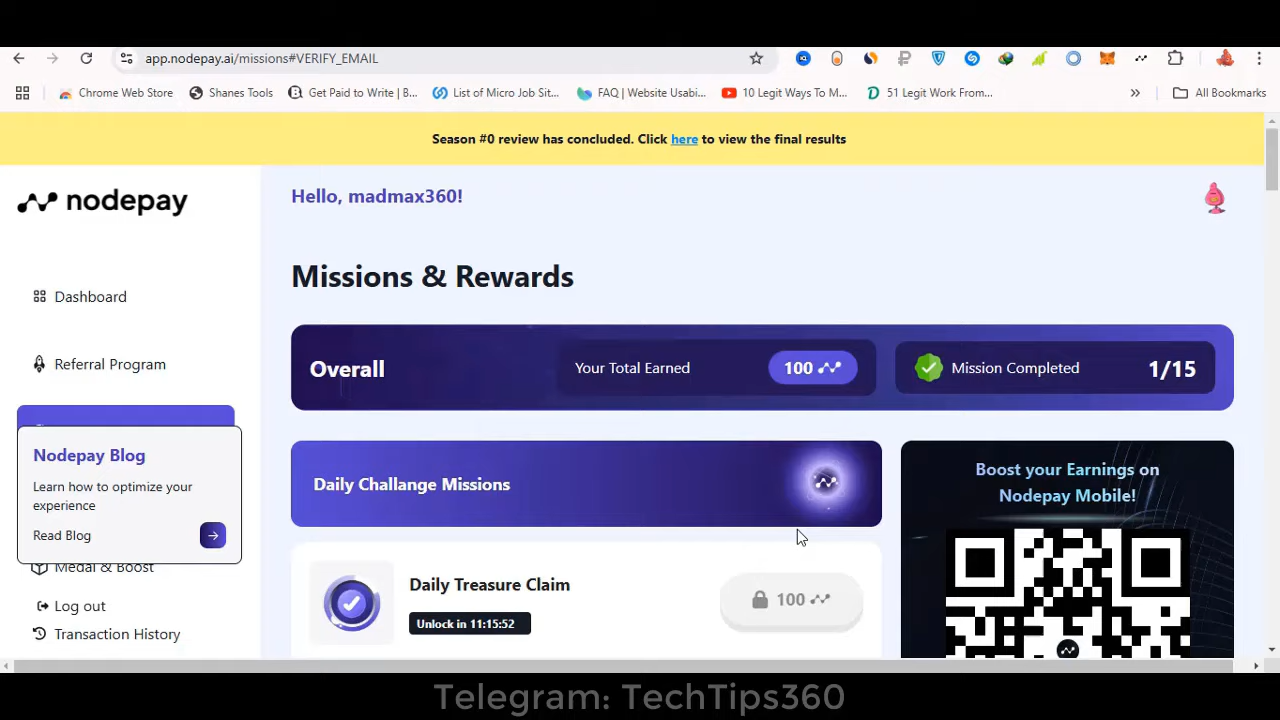 app.nodepay.ai/missions#VERIFY_EMAIL
Chrome Web Store
Shanes Tools
Get Paid to Write | B...
List of Micro Job Sit...
FAQ | Website Usabi...
10 Legit Ways To M...
51 Legit Work From...
All Bookmarks
Season #0 review has concluded. Click here to view the final results
nodepay
Hello, madmax360!
Missions & Rewards
Dashboard
Referral Program
Nodepay Blog
Learn how to optimize your
experience
Read Blog
Medal & Boost
Log out
Transaction History
Overall
Your Total Earned
100
Mission Completed
1/15
Daily Challange Missions
Daily Treasure Claim
Unlock in 11:15:52
100
Boost your Earnings on
Nodepay Mobile!
Telegram: TechTips360